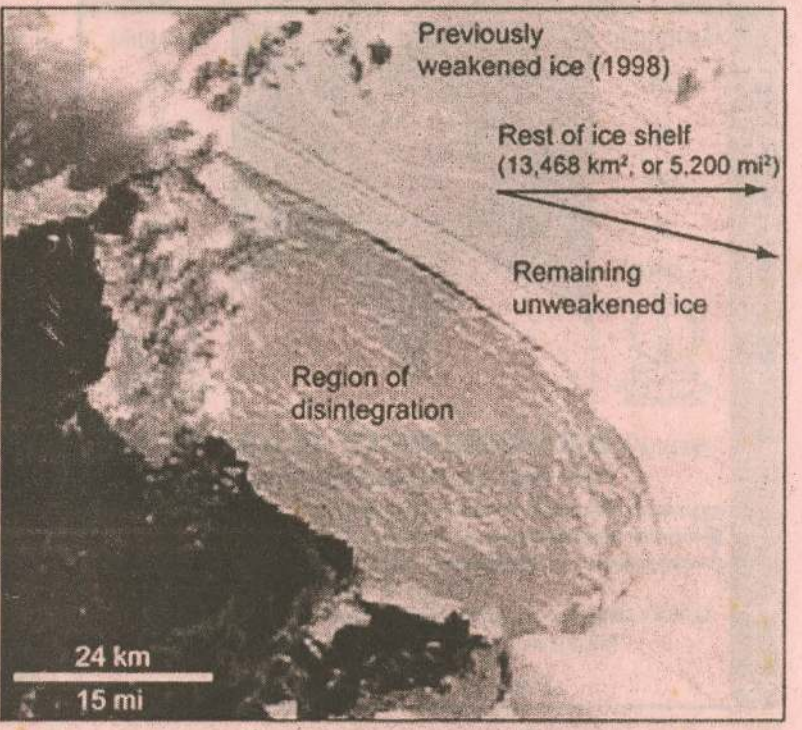 Previously
weakened ice (1998)
Rest of ice shelf
(13,468 km², or 5,200 mi²)
Remaining
unweakened ice
Region of
disintegration
24 km
15 mi